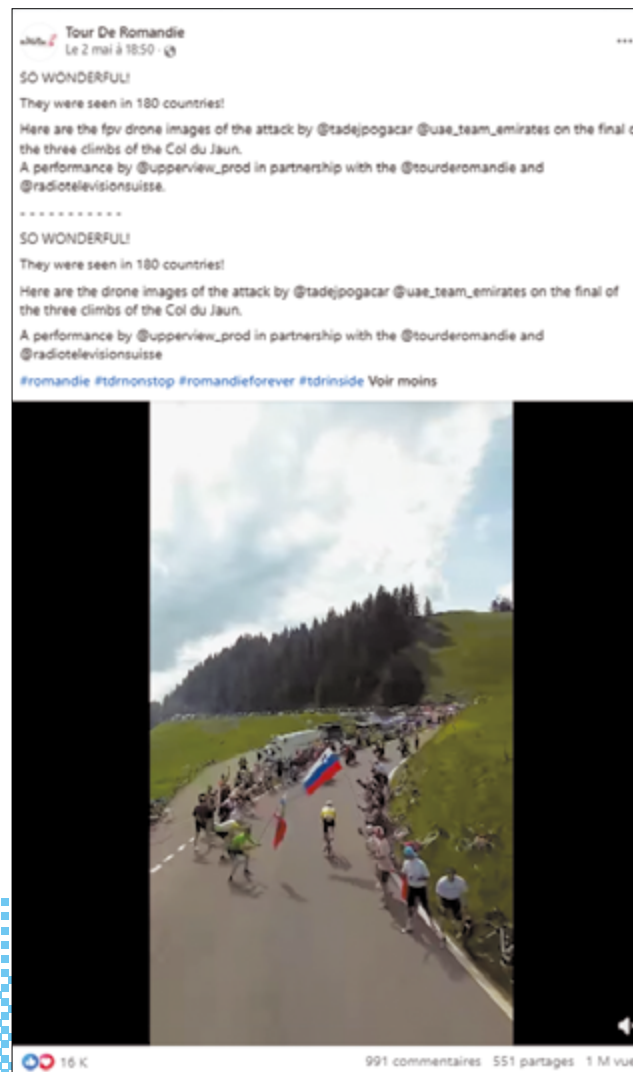 Tour De Romandie
Le 2 mai à 18:50 ·
SO WONDERFUL!
They were seen in 180 countries!
Here are the fpv drone images of the attack by @tadejpogacar @uae_team_emirates on the final of
the three climbs of the Col du Jaun.
A performance by @upperview_prod in partnership with the @tourderomandie and
@radiotelevisionsuisse.
- - - - - - - - - - -
SO WONDERFUL!
They were seen in 180 countries!
Here are the drone images of the attack by @tadejpogacar @uae_team_emirates on the final of
the three climbs of the Col du Jaun.
A performance by @upperview_prod in partnership with the @tourderomandie and
@radiotelevisionsuisse
#romandie #tdrnonstop #romandieforever #tdrinside Voir moins
16 K
991 commentaires 551 partages 1 M vue